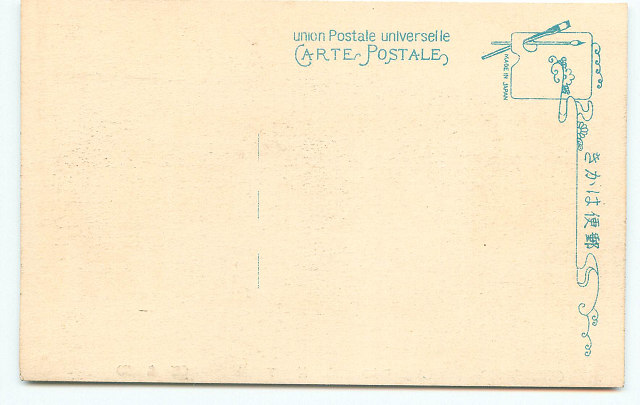 union Postale universelle
CARTE POSTALE
MADE IN JAPAN
きかは便郵